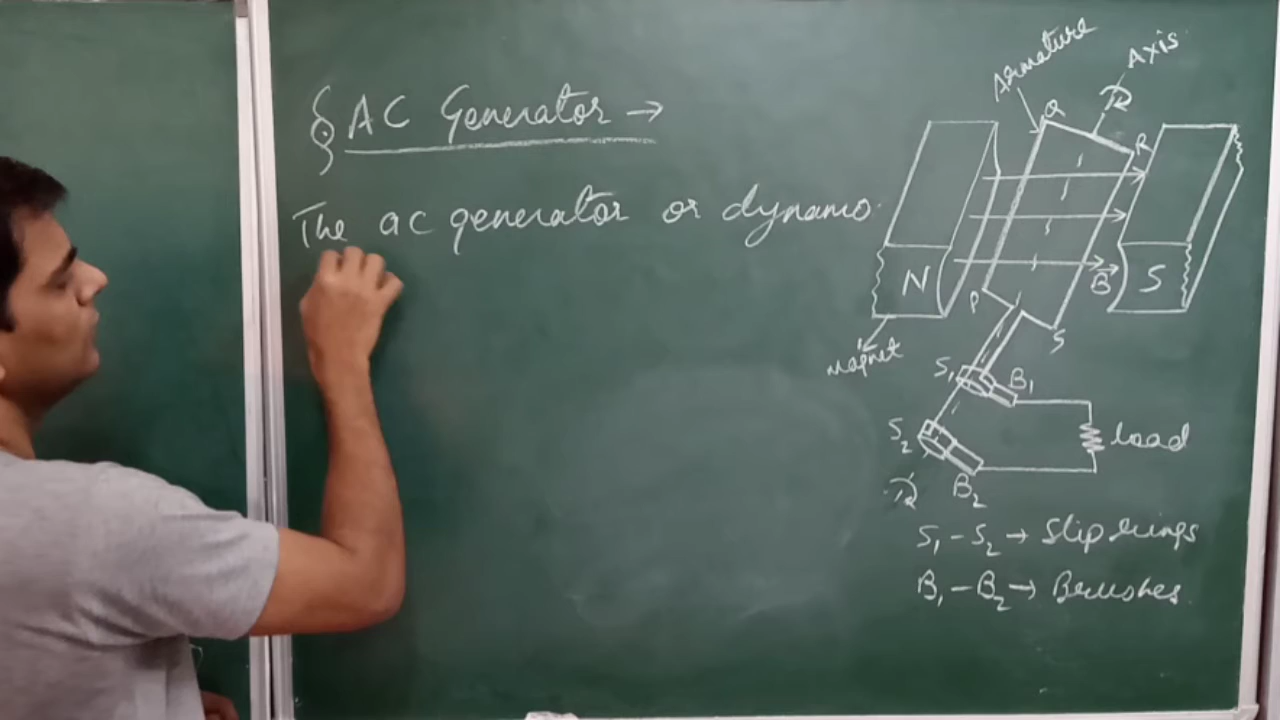 § AC Generator →
The ac generator or dynamo
Armature
Axis
Q
R
N
S
B
P
S
Magnet
S₁
B₁
S₂
B₂
Load
S₁ - S₂ → Slip rings
B₁ - B₂ → Brushes